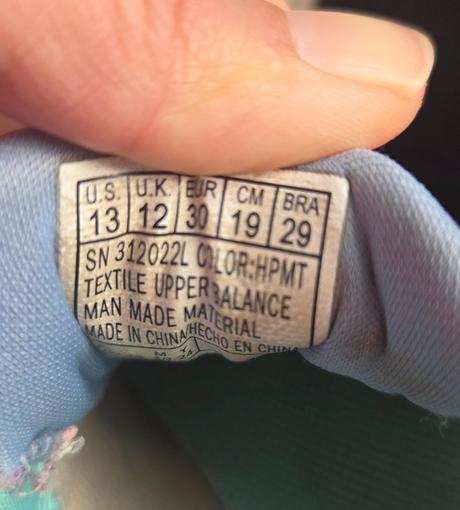 U.S. U.K. EUR CM BRA
13 12 30 19 29
SN 312022L COLOR:HPMT
TEXTILE UPPER BALANCE
MAN MADE MATERIAL
MADE IN CHINA/HECHO EN CHINA